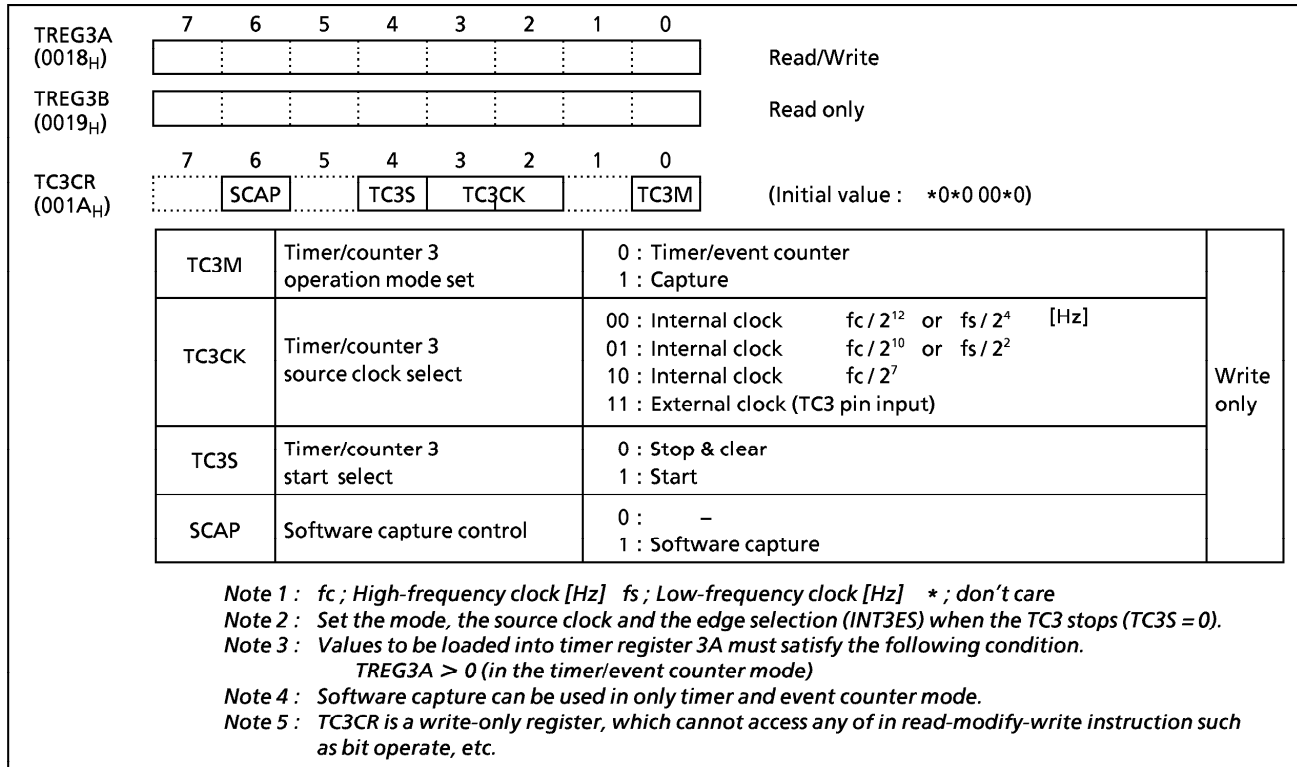 7 6 5 4 3 2 1 0
TREG3A
(0018H) Read/Write
TREG3B
(0019H) Read only
7 6 5 4 3 2 1 0
TC3CR SCAP TC3S TC3CK TC3M
(001AH) (Initial value : *0*0 00*0)
TC3M Timer/counter 3 operation mode set 0 : Timer/event counter
1 : Capture
TC3CK Timer/counter 3 source clock select 00 : Internal clock fc / 2¹² or fs / 2⁴ [Hz]
01 : Internal clock fc / 2¹⁰ or fs / 2²
10 : Internal clock fc / 2⁷
11 : External clock (TC3 pin input)
Write only
TC3S Timer/counter 3 start select 0 : Stop & clear
1 : Start
SCAP Software capture control 0 : –
1 : Software capture
Note 1 : fc ; High-frequency clock [Hz] fs ; Low-frequency clock [Hz] * ; don't care
Note 2 : Set the mode, the source clock and the edge selection (INT3ES) when the TC3 stops (TC3S = 0).
Note 3 : Values to be loaded into timer register 3A must satisfy the following condition.
TREG3A > 0 (in the timer/event counter mode)
Note 4 : Software capture can be used in only timer and event counter mode.
Note 5 : TC3CR is a write-only register, which cannot access any of in read-modify-write instruction such
as bit operate, etc.